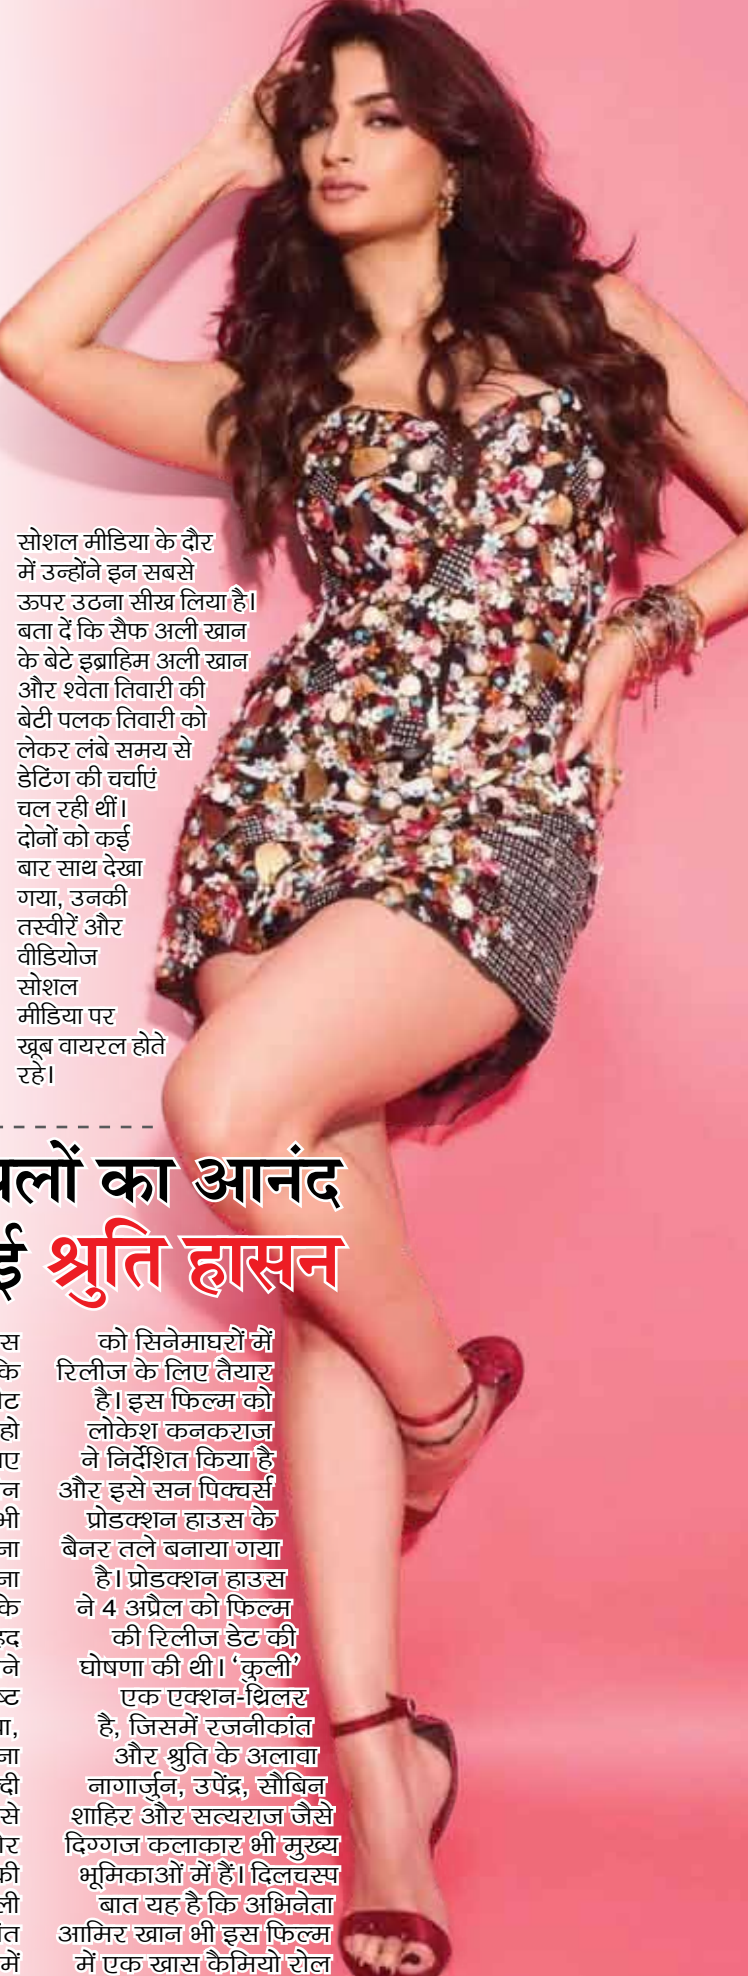 सोशल मीडिया के दौर
में उन्होंने इन सबसे
ऊपर उठना सीख लिया है।
बता दें कि सैफ अली खान
के बेटे इब्राहिम अली खान
और श्वेता तिवारी की
बेटी पलक तिवारी को
लेकर लंबे समय से
डेटिंग की चर्चाएं
चल रही थीं।
दोनों को कई
बार साथ देखा
गया, उनकी
तस्वीरें और
वीडियोज
सोशल
मीडिया पर
खूब वायरल होते
रहे।
का आनंद
श्रुति हासन
को सिनेमाघरों में
रिलीज के लिए तैयार
है। इस फिल्म को
लोकेश कनकराज
ने निर्देशित किया है
और इसे सन पिक्चर्स
प्रोडक्शन हाउस के
बैनर तले बनाया गया
है। प्रोडक्शन हाउस
ने 4 अप्रैल को फिल्म
की रिलीज डेट की
घोषणा की थी। ‘कुली’
एक एक्शन-थ्रिलर
है, जिसमें रजनीकांत
और श्रुति के अलावा
नागार्जुन, उपेंद्र, सौबिन
शाहिर और सत्यराज जैसे
दिग्गज कलाकार भी मुख्य
भूमिकाओं में हैं। दिलचस्प
बात यह है कि अभिनेता
आमिर खान भी इस फिल्म
में एक खास कैमियो रोल